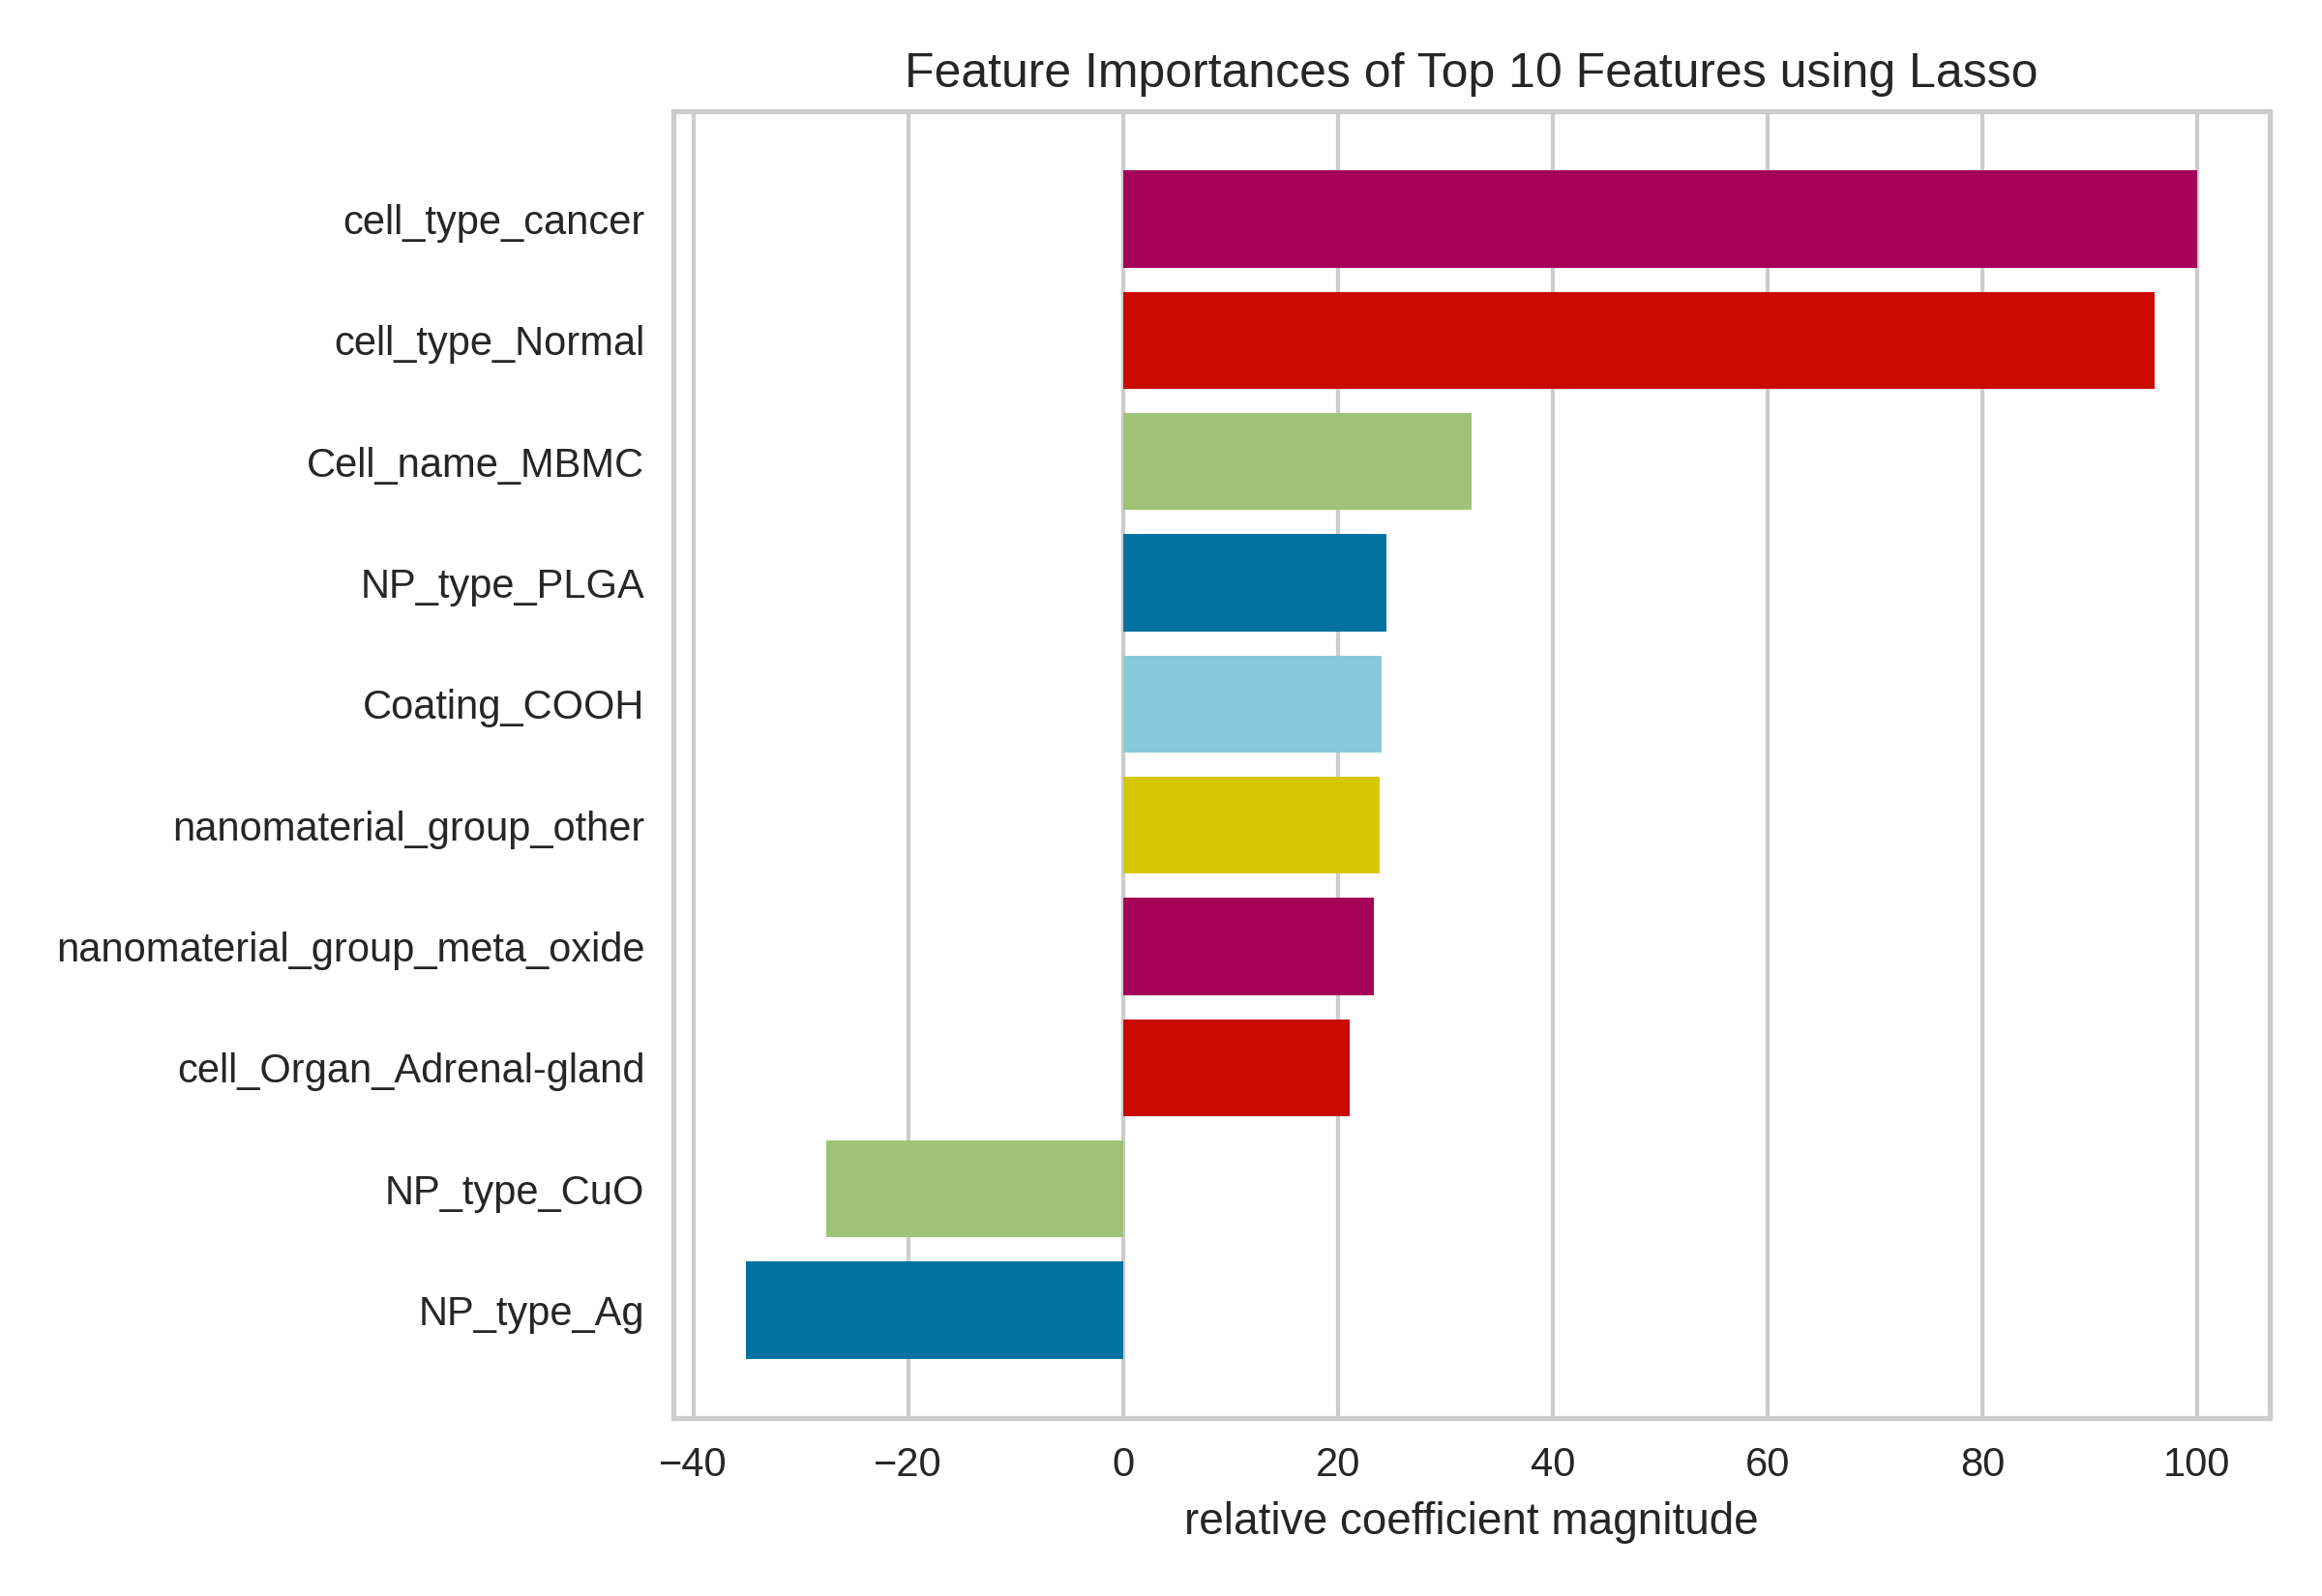 Feature Importances of Top 10 Features using Lasso
cell_type_cancer
cell_type_Normal
Cell_name_MBMC
NP_type_PLGA
Coating_COOH
nanomaterial_group_other
nanomaterial_group_meta_oxide
cell_Organ_Adrenal-gland
NP_type_CuO
NP_type_Ag
−40 −20 0 20 40 60 80 100
relative coefficient magnitude